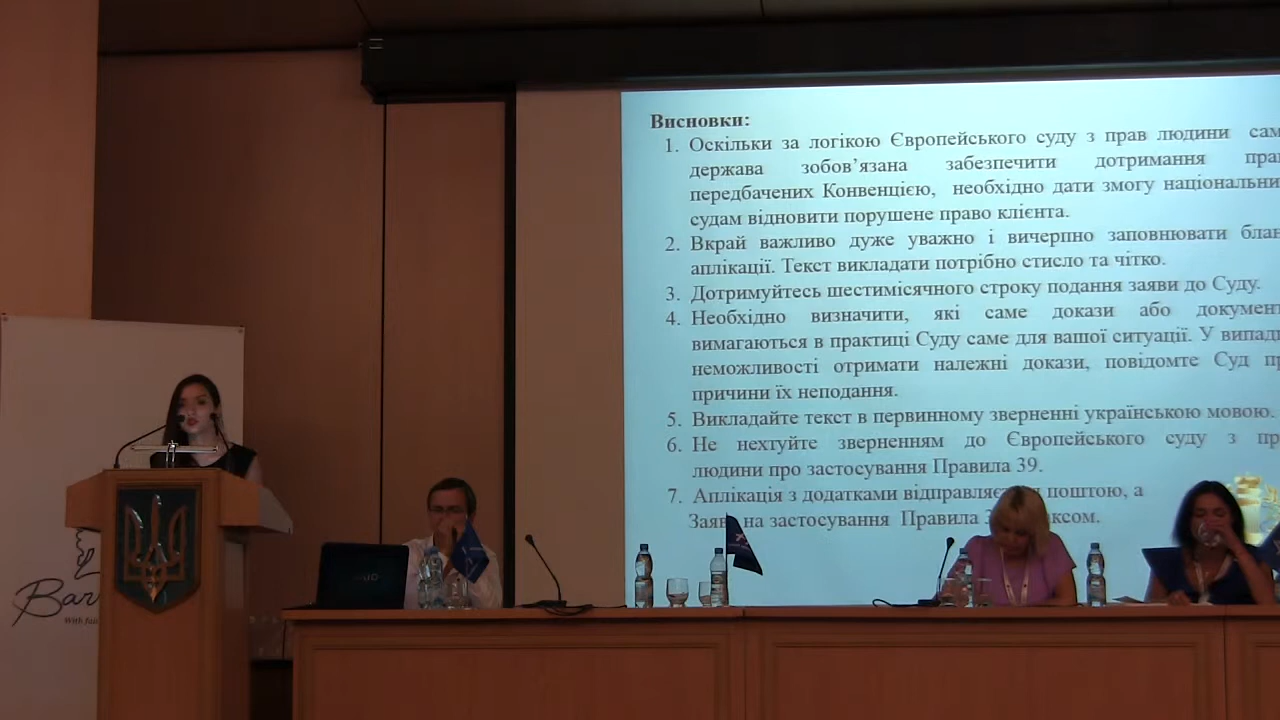 Висновки:
1. Оскільки за логікою Європейського суду з прав людини сам
держава зобов’язана забезпечити дотримання прав
передбачених Конвенцією, необхідно дати змогу національни
судам відновити порушене право клієнта.
2. Вкрай важливо дуже уважно і вичерпно заповнювати блан
аплікації. Текст викладати потрібно стисло та чітко.
3. Дотримуйтесь шестимісячного строку подання заяви до Суду.
4. Необхідно визначити, які саме докази або документ
вимагаються в практиці Суду саме для вашої ситуації. У випад
неможливості отримати належні докази, повідомте Суд пр
причини їх неподання.
5. Викладайте текст в первинному зверненні українською мовою.
6. Не нехтуйте зверненням до Європейського суду з пр
людини про застосування Правила 39.
7. Аплікація з додатками відправляє поштою, а
Заяв на застосування Правила 3 аксом.
Bar
With